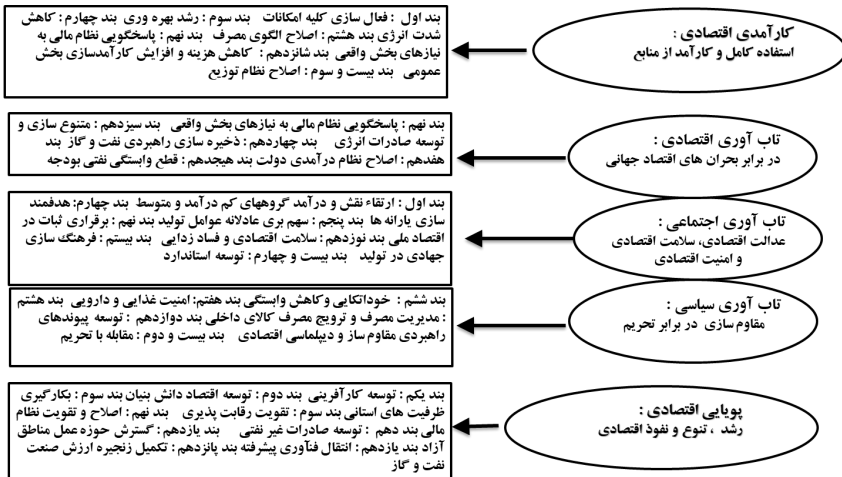 کارآمدی اقتصادی :
استفاده کامل و کارآمد از منابع
بند اول : فعال سازی کلیه امکانات بند سوم : رشد بهره وری بند چهارم : کاهش
شدت انرژی بند هشتم : اصلاح الگوی مصرف بند نهم : پاسخگویی نظام مالی به
نیازهای بخش واقعی بند شانزدهم : کاهش هزینه و افزایش کارآمدسازی بخش
عمومی بند بیست و سوم : اصلاح نظام توزیع
تاب آوری اقتصادی :
در برابر بحران های اقتصاد جهانی
بند نهم : پاسخگویی نظام مالی به نیازهای بخش واقعی بند سیزدهم : متنوع سازی و
توسعه صادرات انرژی بند چهاردهم : ذخیره سازی راهبردی نفت و گاز بند
هفدهم : اصلاح نظام درآمدی دولت بند هیجدهم : قطع وابستگی نفتی بودجه
تاب آوری اجتماعی :
عدالت اقتصادی، سلامت اقتصادی
و امنیت اقتصادی
بند اول : ارتقاء نقش و درآمد گروههای کم درآمد و متوسط بند چهارم: هدفمند
سازی یارانه ها بند پنجم : سهم بری عادلانه عوامل تولید بند نهم : برقراری ثبات در
اقتصاد ملی بند نوزدهم : سلامت اقتصادی و فساد زدایی بند بیستم : فرهنگ سازی
جهادی در تولید بند بیست و چهارم : توسعه استاندارد
تاب آوری سیاسی :
مقاوم سازی در برابر تحریم
بند ششم : خوداتکایی وکاهش وابستگی بند هفتم: امنیت غذایی و دارویی بند هشتم
: مدیریت مصرف و ترویج مصرف کالای داخلی بند دوازدهم : توسعه پیوندهای
راهبردی مقاوم ساز و دیپلماسی اقتصادی بند بیست و دوم : مقابله با تحریم
پویایی اقتصادی :
رشد ، تنوع و نفوذ اقتصادی
بند یکم : توسعه کارآفرینی بند دوم : توسعه اقتصاد دانش بنیان بند سوم : بکارگیری
ظرفیت های استانی بند سوم : تقویت رقابت پذیری بند نهم : اصلاح و تقویت نظام
مالی بند دهم : توسعه صادرات غیر نفتی بند یازدهم : گسترش حوزه عمل مناطق
آزاد بند یازدهم : انتقال فنآوری پیشرفته بند پانزدهم : تکمیل زنجیره ارزش صنعت
نفت و گاز